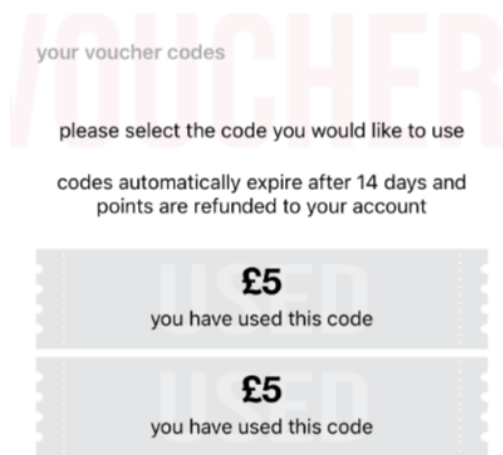 VOUCHER
your voucher codes
please select the code you would like to use
codes automatically expire after 14 days and
points are refunded to your account
USED
£5
you have used this code
USED
£5
you have used this code